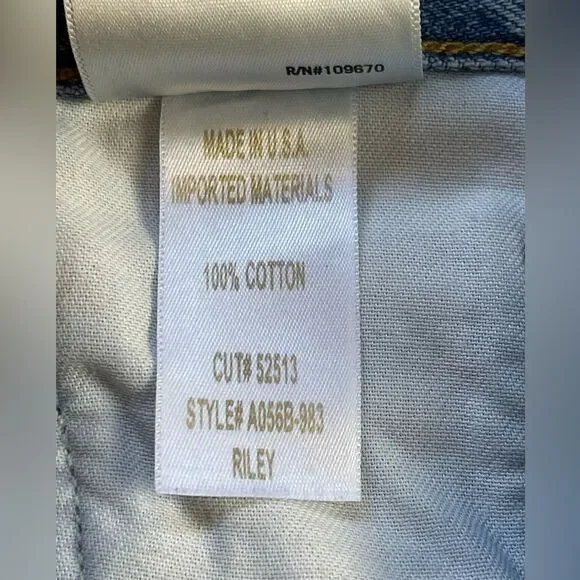 R/N#109670
MADE IN U.S.A.
IMPORTED MATERIALS
100% COTTON
CUT# 52513
STYLE# A056B-983
RILEY